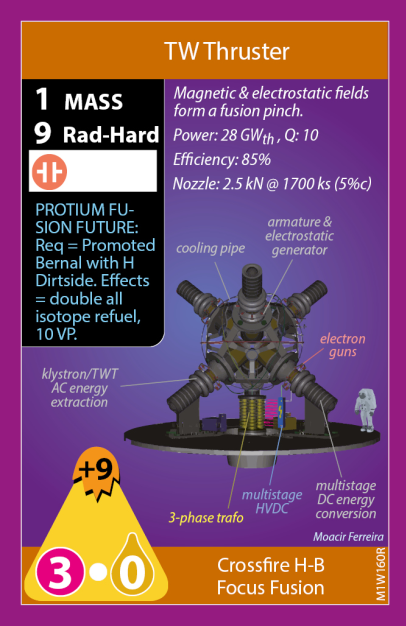 TW Thruster
1 MASS
9 Rad-Hard
Magnetic & electrostatic fields
form a fusion pinch.
Power: 28 GWth , Q: 10
Efficiency: 85%
Nozzle: 2.5 kN @ 1700 ks (5%c)
PROTIUM FU-
SION FUTURE:
Req = Promoted
Bernal with H
Dirtside. Effects
= double all
isotope refuel,
10 VP.
armature &
electrostatic
generator
cooling pipe
electron
guns
klystron/TWT
AC energy
extraction
multistage
DC energy
conversion
multistage
HVDC
3-phase trafo
Moacir Ferreira
+9
3 • 0
Crossfire H-B
Focus Fusion
M1W160R